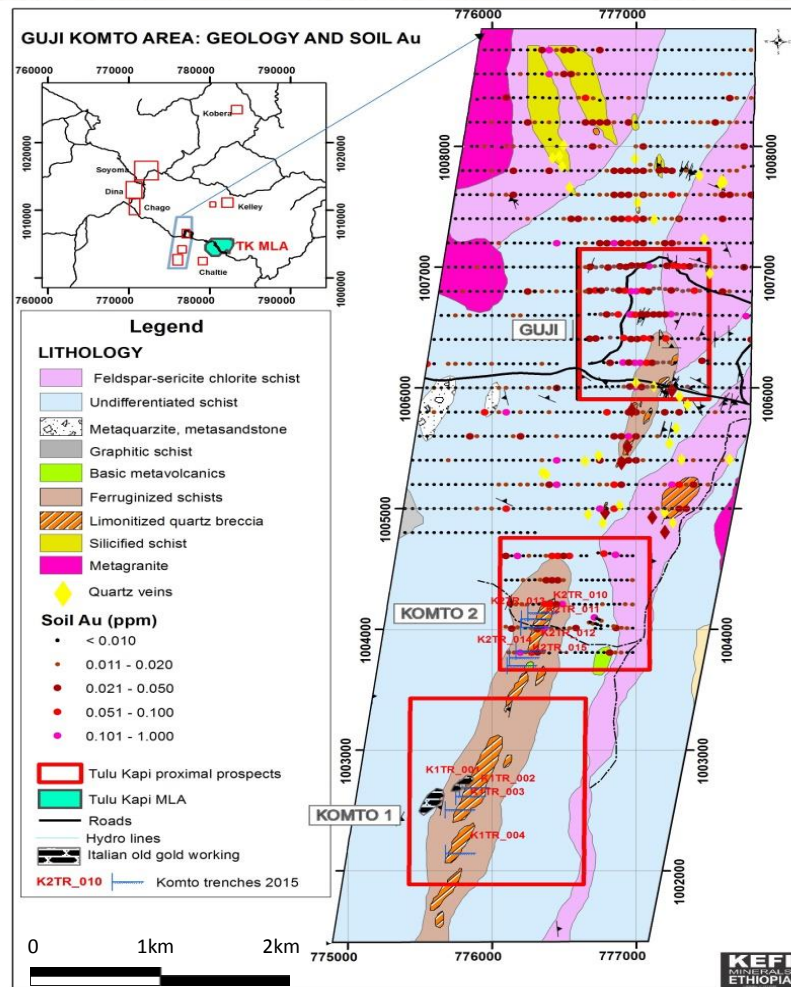 776000
777000
GUJI KOMTO AREA: GEOLOGY AND SOIL Au
760000
770000
780000
790000
Kobera
1020000
1020000
Soyoma
Dina
Chago
Kelley
1010000
1010000
TK MLA
Chaltie
1000000
1000000
760000
770000
780000
790000
Legend
LITHOLOGY
Feldspar-sericite chlorite schist
Undifferentiated schist
Metaquarzite, metasandstone
Graphitic schist
Basic metavolcanics
Ferruginized schists
Limonitized quartz breccia
Silicified schist
Metagranite
Quartz veins
Soil Au (ppm)
< 0.010
0.011 - 0.020
0.021 - 0.050
0.051 - 0.100
0.101 - 1.000
Tulu Kapi proximal prospects
Tulu Kapi MLA
Roads
Hydro lines
Italian old gold working
K2TR_010
Komto trenches 2015
0
1km
2km
1008000
1008000
1007000
1007000
GUJI
1006000
1006000
1005000
1005000
KOMTO 2
K2TR_010
K2TR_011
K2TR_012
K2TR_014
K2TR_015
1004000
1004000
1003000
1003000
KOMTO 1
K1TR_001
K1TR_002
K1TR_003
K1TR_004
1002000
1002000
775000
776000
777000
KEFI
MINERALS
ETHIOPIA